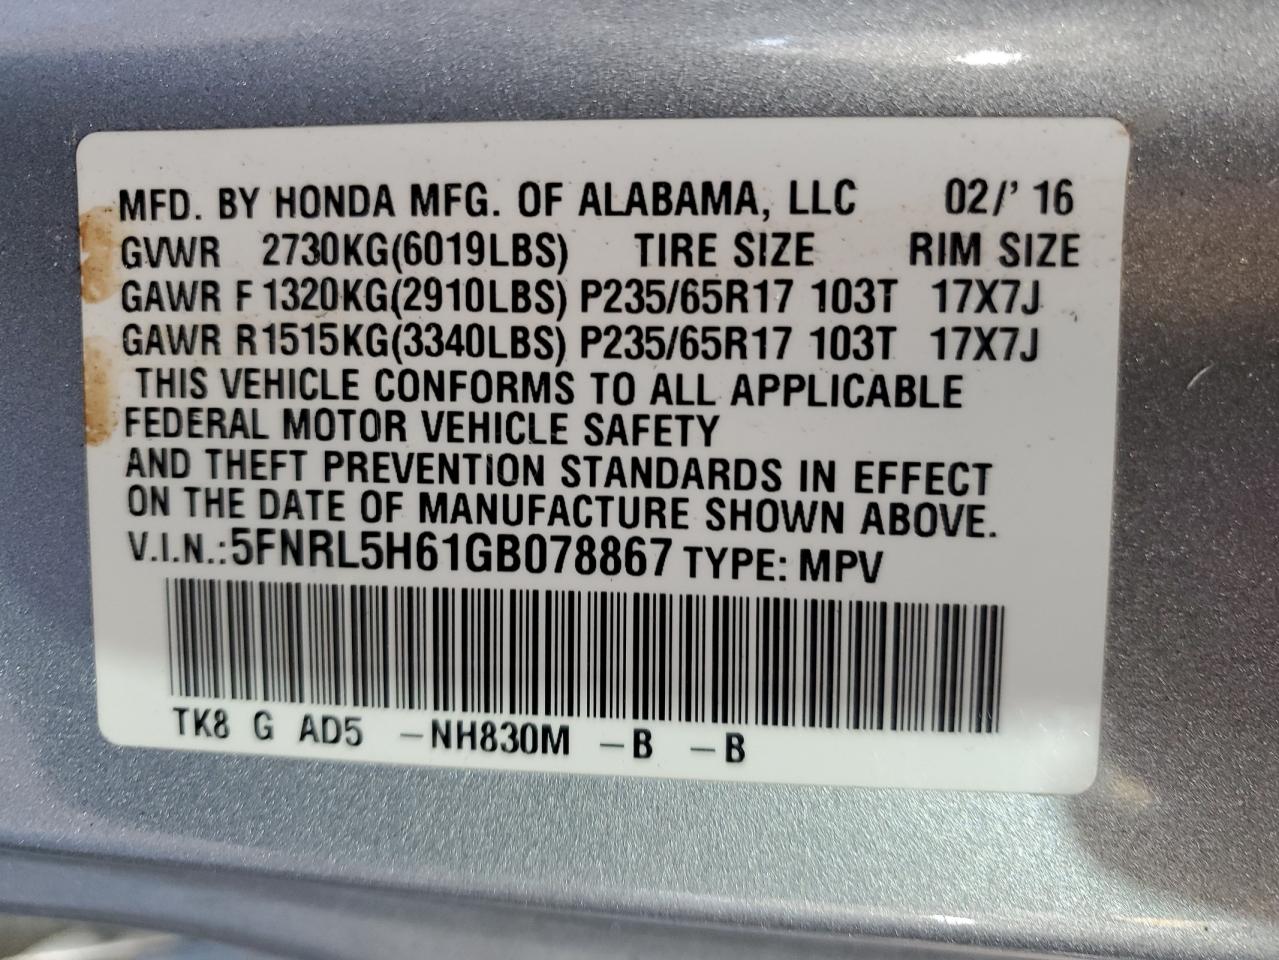 MFD. BY HONDA MFG. OF ALABAMA, LLC 02/' 16
GVWR 2730KG(6019LBS) TIRE SIZE RIM SIZE
GAWR F 1320KG(2910LBS) P235/65R17 103T 17X7J
GAWR R1515KG(3340LBS) P235/65R17 103T 17X7J
THIS VEHICLE CONFORMS TO ALL APPLICABLE
FEDERAL MOTOR VEHICLE SAFETY
AND THEFT PREVENTION STANDARDS IN EFFECT
ON THE DATE OF MANUFACTURE SHOWN ABOVE.
V.I.N.:5FNRL5H61GB078867 TYPE: MPV
TK8 G AD5 -NH830M -B -B